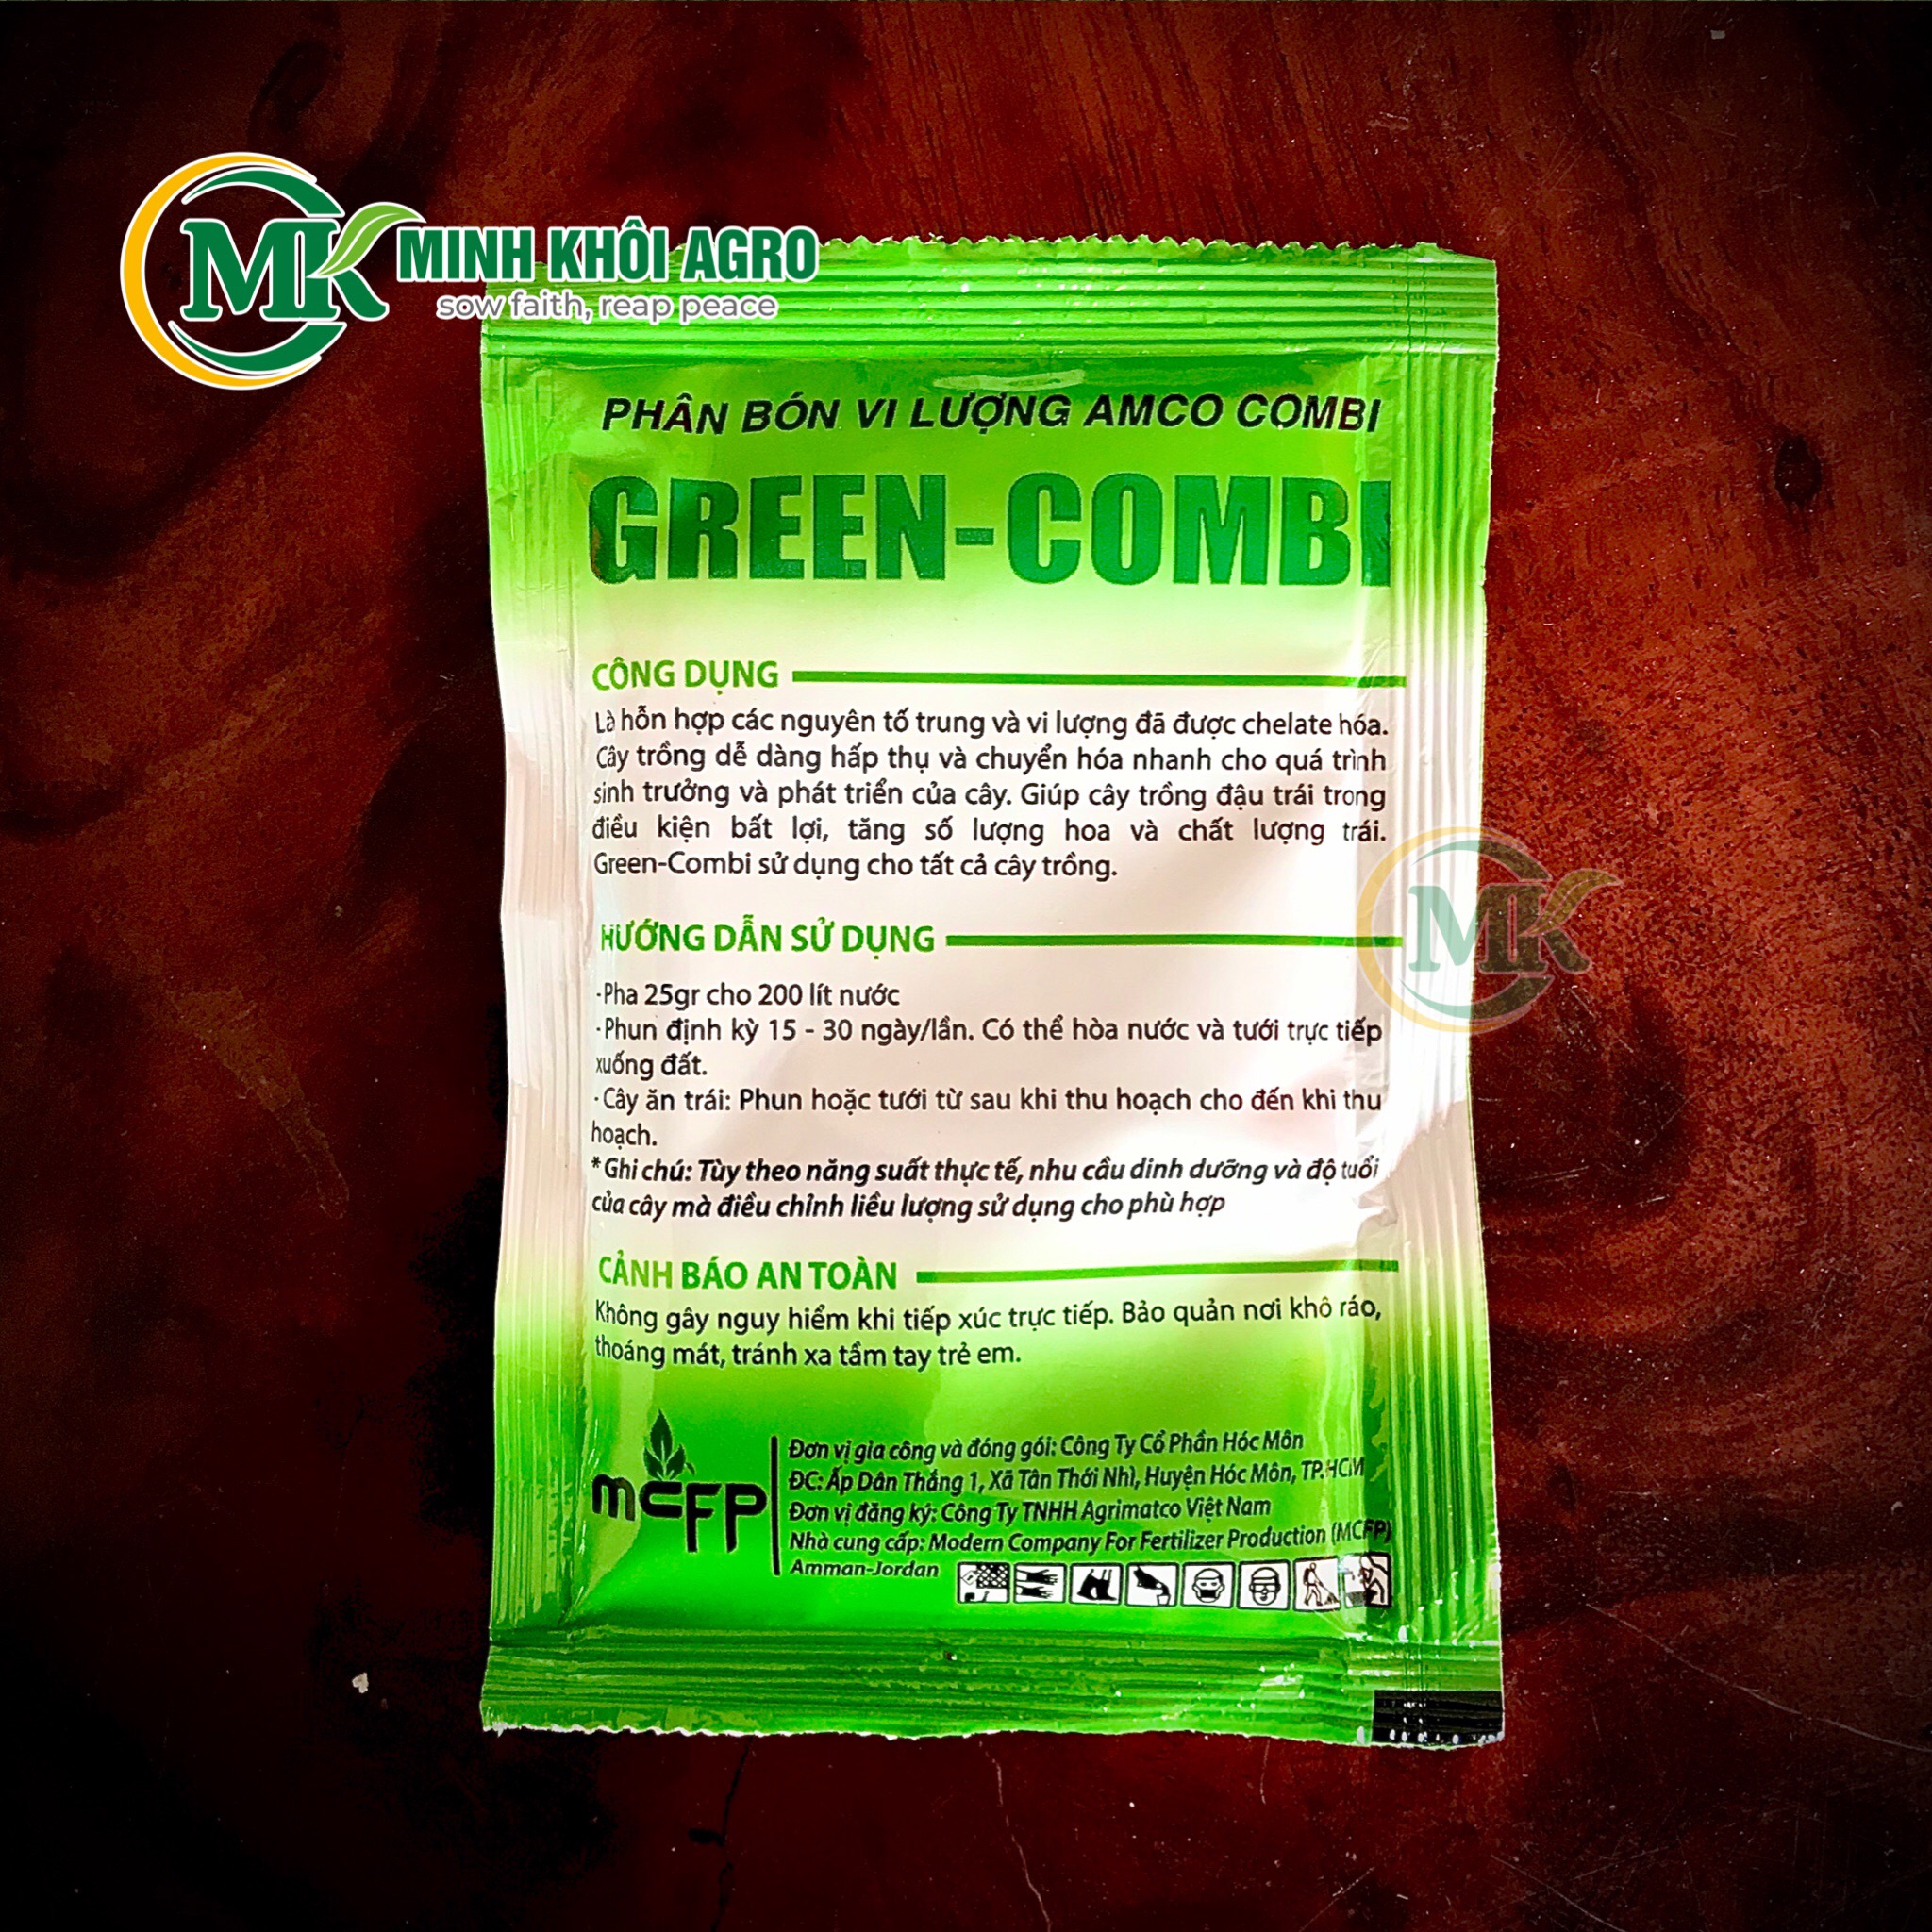 MK MINH KHÔI AGRO
sow faith, reap peace
PHÂN BÓN VI LƯỢNG AMCO COMBI
GREEN-COMBI
CÔNG DỤNG
Là hỗn hợp các nguyên tố trung và vi lượng đã được chelate hóa.
Cây trồng dễ dàng hấp thụ và chuyển hóa nhanh cho quá trình
sinh trưởng và phát triển của cây. Giúp cây trồng đậu trái trong
điều kiện bất lợi, tăng số lượng hoa và chất lượng trái.
Green-Combi sử dụng cho tất cả cây trồng.
MK
HƯỚNG DẪN SỬ DỤNG
-Pha 25gr cho 200 lít nước
-Phun định kỳ 15 - 30 ngày/lần. Có thể hòa nước và tưới trực tiếp
xuống đất.
-Cây ăn trái: Phun hoặc tưới từ sau khi thu hoạch cho đến khi thu
hoạch.
*Ghi chú: Tùy theo năng suất thực tế, nhu cầu dinh dưỡng và độ tuổi
của cây mà điều chỉnh liều lượng sử dụng cho phù hợp
CẢNH BÁO AN TOÀN
Không gây nguy hiểm khi tiếp xúc trực tiếp. Bảo quản nơi khô ráo,
thoáng mát, tránh xa tầm tay trẻ em.
mcFP
Đơn vị gia công và đóng gói: Công Ty Cổ Phần Hóc Môn
ĐC: Ấp Dân Thắng 1, Xã Tân Thới Nhì, Huyện Hóc Môn, TP.HCM
Đơn vị đăng ký: Công Ty TNHH Agrimatco Việt Nam
Nhà cung cấp: Modern Company For Fertilizer Production (MCFP)
Amman-Jordan